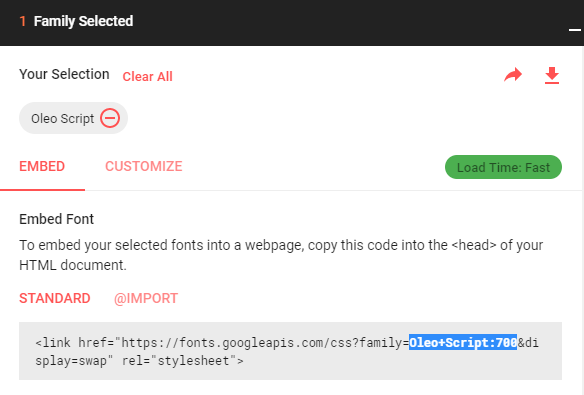 1 Family Selected
Your Selection Clear All
Oleo Script
EMBED CUSTOMIZE Load Time: Fast
Embed Font
To embed your selected fonts into a webpage, copy this code into the <head> of your
HTML document.
STANDARD @IMPORT
<link href="https://fonts.googleapis.com/css?family=Oleo+Script:700&di
splay=swap" rel="stylesheet">